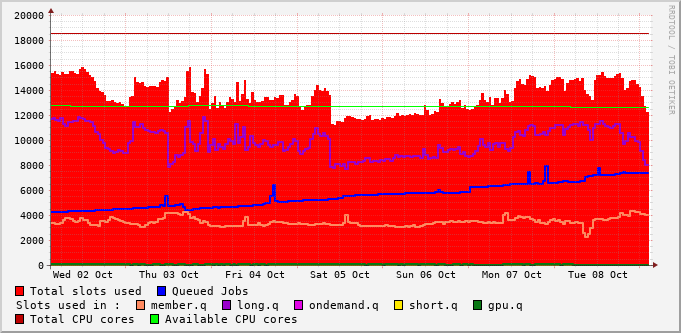 20000
18000
16000
14000
12000
10000
8000
6000
4000
2000
0
Wed 02 Oct Thu 03 Oct Fri 04 Oct Sat 05 Oct Sun 06 Oct Mon 07 Oct Tue 08 Oct
Total slots used Queued Jobs
Slots used in : member.q long.q ondemand.q short.q gpu.q
Total CPU cores Available CPU cores
RRDTOOL / TOBI OETIKER